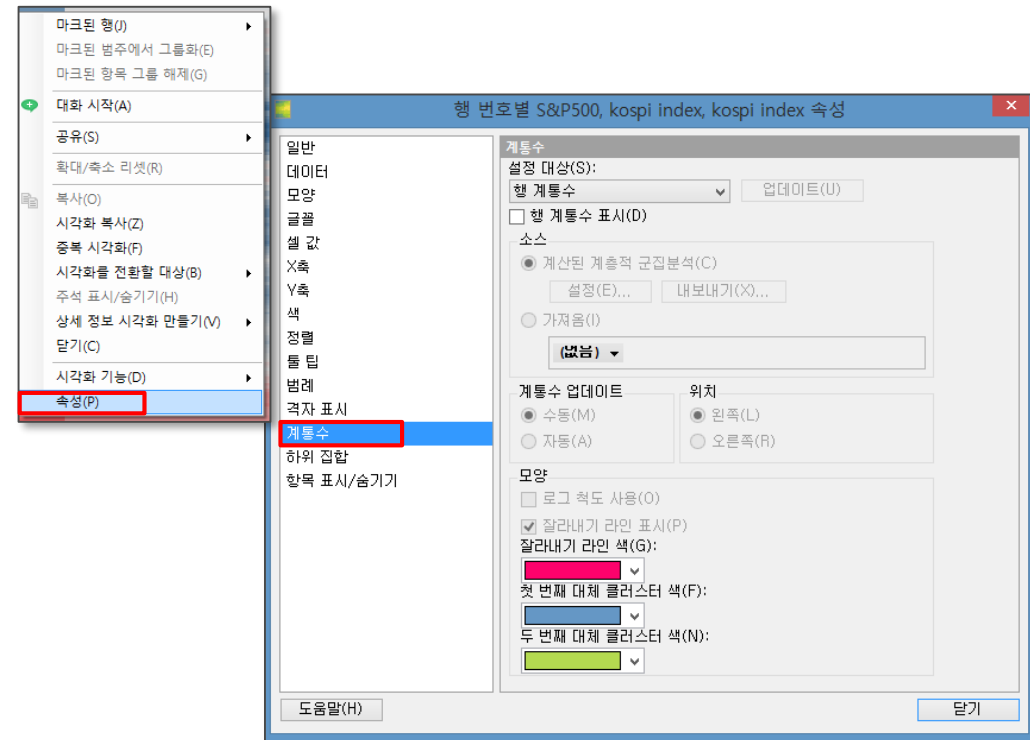 마크된 행(J)
마크된 범주에서 그룹화(E)
마크된 항목 그룹 해제(G)
대화 시작(A)
공유(S)
확대/축소 리셋(R)
복사(O)
시각화 복사(Z)
중복 시각화(F)
시각화를 전환할 대상(B)
주석 표시/숨기기(H)
상세 정보 시각화 만들기(V)
닫기(C)
시각화 기능(D)
속성(P)
행 번호별 S&P500, kospi index, kospi index 속성
일반
데이터
모양
글꼴
셀 값
X축
Y축
색
정렬
툴 팁
범례
격자 표시
계통수
하위 집합
항목 표시/숨기기
계통수
설정 대상(S):
행 계통수
업데이트(U)
행 계통수 표시(D)
소스
계산된 계층적 군집분석(C)
설정(E)... 내보내기(X)...
가져옴(I)
(없음)
계통수 업데이트
수동(M)
자동(A)
위치
왼쪽(L)
오른쪽(R)
모양
로그 척도 사용(O)
잘라내기 라인 표시(P)
잘라내기 라인 색(G):
첫 번째 대체 클러스터 색(F):
두 번째 대체 클러스터 색(N):
도움말(H)
닫기